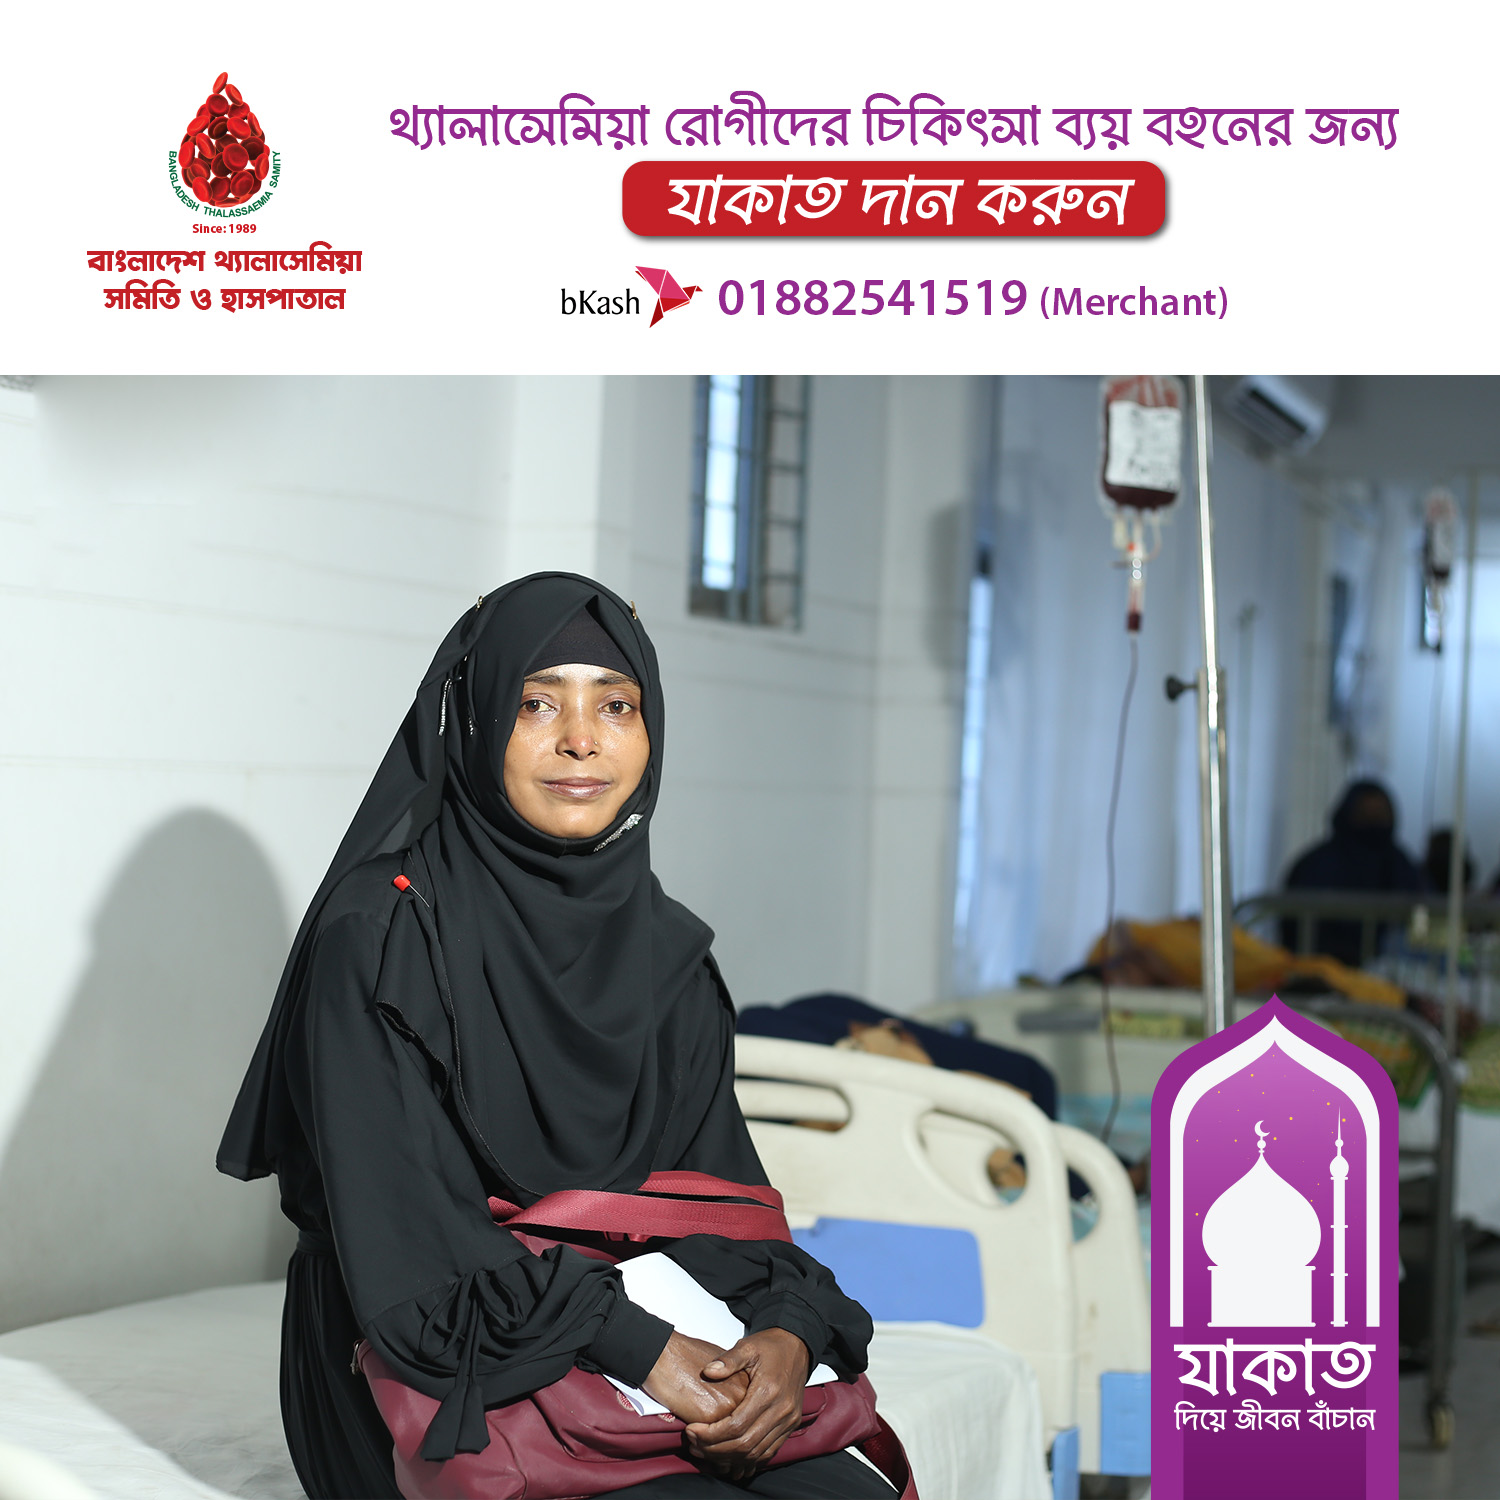 BANGLADESH THALASSAEMIA SAMITY
Since: 1989
বাংলাদেশ থ্যালাসেমিয়া
সমিতি ও হাসপাতাল
থ্যালাসেমিয়া রোগীদের চিকিৎসা ব্যয় বহনের জন্য
যাকাত দান করুন
bKash 01882541519 (Merchant)
যাকাত
দিয়ে জীবন বাঁচান